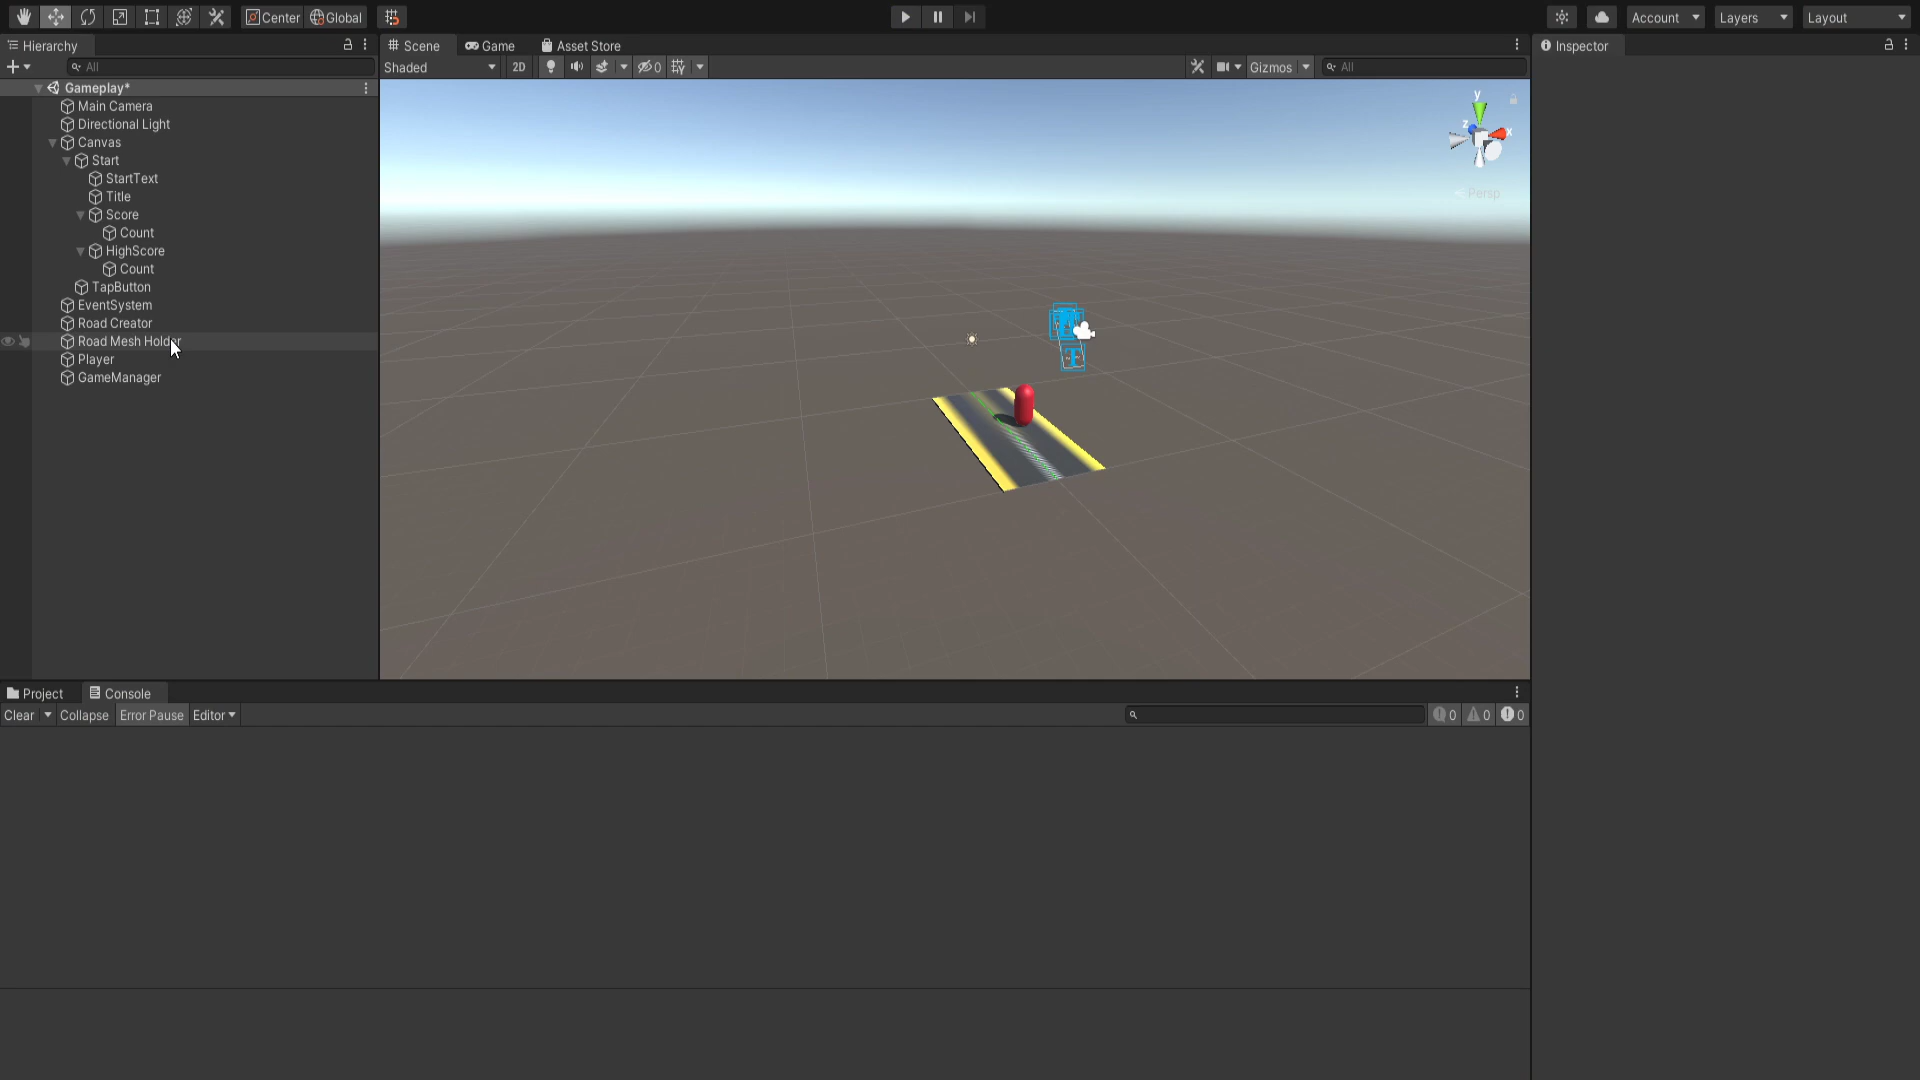 Center
Global
Account
Layers
Layout
Hierarchy
Scene
Game
Asset Store
Inspector
All
Shaded
2D
0
Gizmos
All
Gameplay*
Main Camera
Directional Light
Canvas
Start
StartText
Title
Score
Count
HighScore
Count
TapButton
EventSystem
Road Creator
Road Mesh Holder
Player
GameManager
y
z
x
Persp
Project
Console
Clear
Collapse
Error Pause
Editor
0
0
0